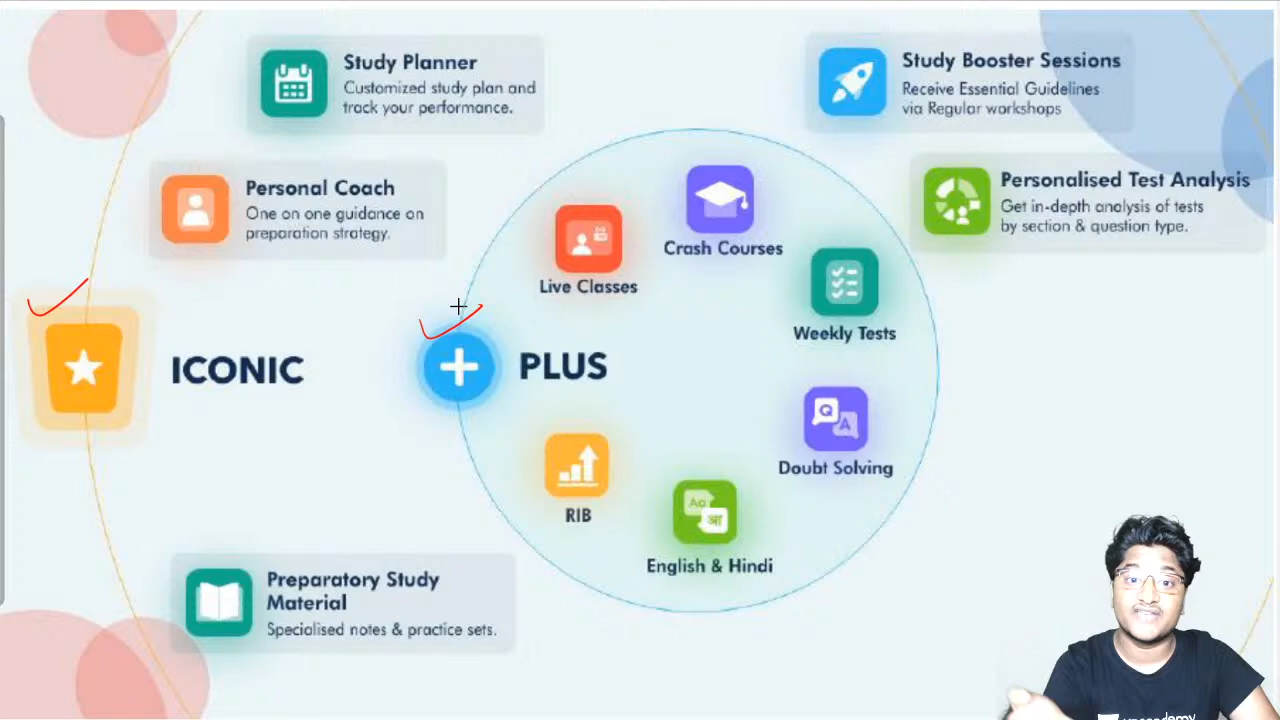 Study Planner
Customized study plan and
track your performance.
Study Booster Sessions
Receive Essential Guidelines
via Regular workshops
Personal Coach
One on one guidance on
preparation strategy.
Personalised Test Analysis
Get in-depth analysis of tests
by section & question type.
Crash Courses
Live Classes
Weekly Tests
ICONIC
PLUS
Q
A
Doubt Solving
RIB
Aa
अ
English & Hindi
Preparatory Study
Material
Specialised notes & practice sets.